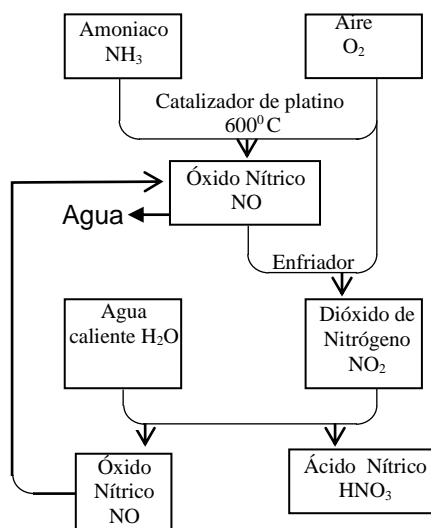 Amoniaco
NH₃
Aire
O₂
Catalizador de platino
600⁰ C
Óxido Nítrico
NO
Agua
Enfriador
Agua
caliente H₂O
Dióxido de
Nitrógeno
NO₂
Óxido
Nítrico
NO
Ácido Nítrico
HNO₃